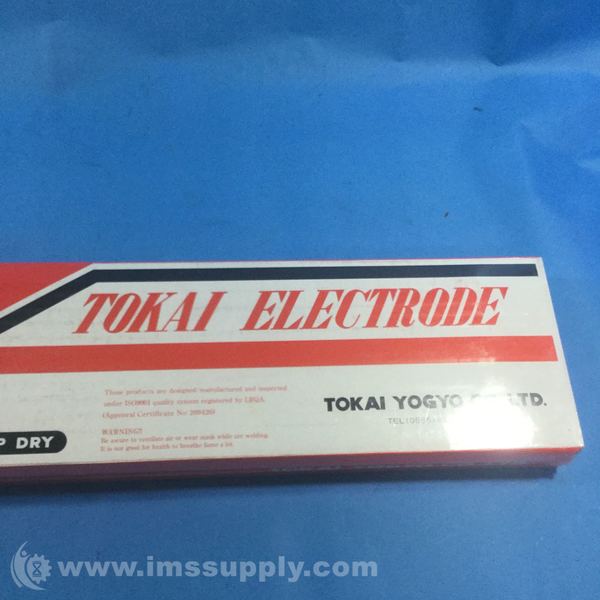 TOKAI ELECTRODE
These products are designed manufactured and inspected
under ISO9001 quality system registered by LRQA.
(Approval Certificate No:
WARNING!!
Be aware to ventilate air or wear mask while are welding.
It is not good for health to breathe fume a lot.
TOKAI YOGYO LTD.
DRY
www.imssupply.com